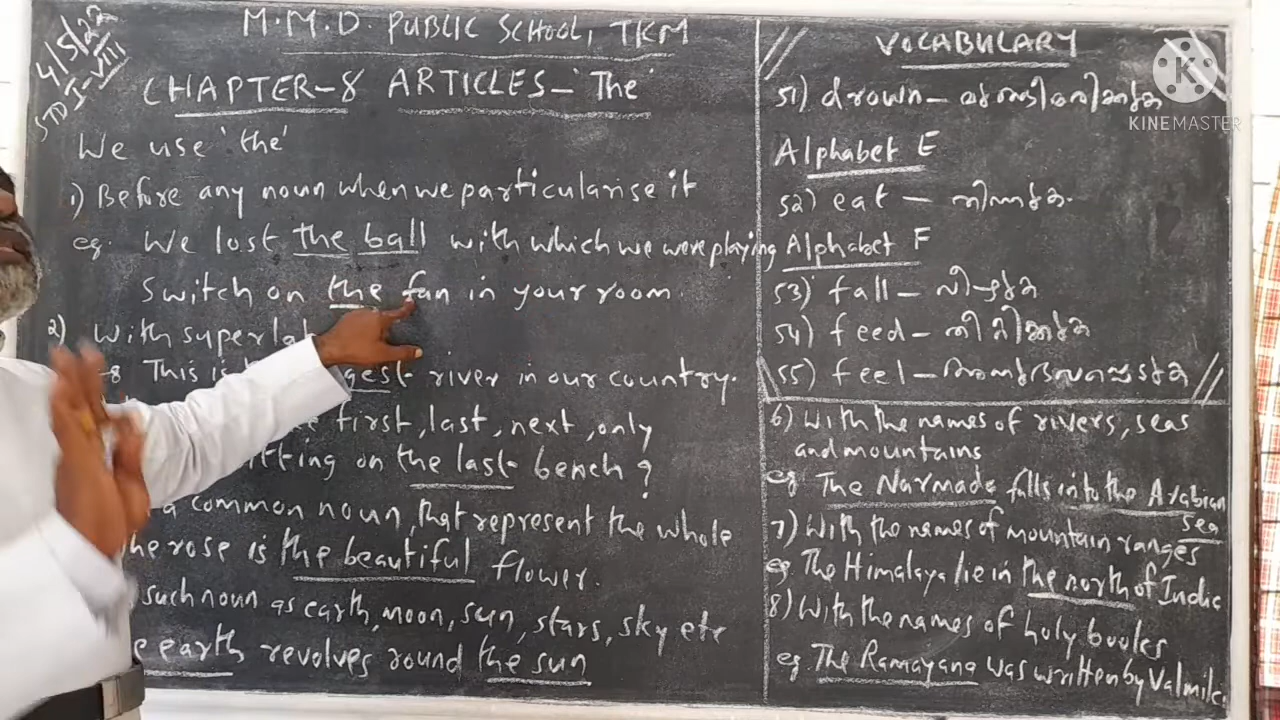 4/5/22
STD I-VIII
M.M.D. PUBLIC SCHOOL, TKM
CHAPTER-8 ARTICLES - 'The'
We use 'the'
1) Before any noun when we particularise it
eg. We lost the ball with which we were playing
Switch on the fan in your room.
2) With superlat
This is
gest river in our country.
first, last, next, only
tting on the last bench?
a common noun, that represent the whole
he rose is the beautiful flower.
such noun as earth, moon, sun, stars, sky etc
e earth revolves round the sun
VOCABULARY
51) drown -
Alphabet E
52) eat -
Alphabet F
53) fall -
54) feed -
55) feel -
6) With the names of rivers, seas
and mountains
eg The Narmada falls into the Arabian
sea
7) With the names of mountain ranges
eg The Himalaya lie in the north of India
8) With the names of holy books
eg. The Ramayana was written by Valmiki
K
KINEMASTER